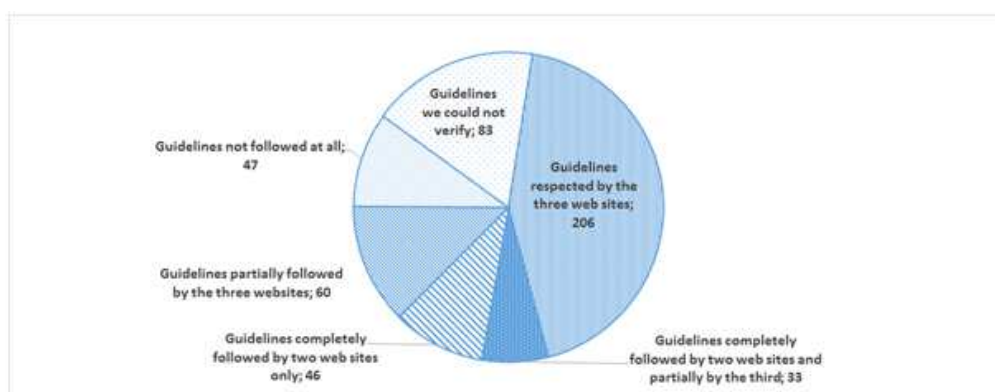 Guidelines
we could not
verify; 83
Guidelines not followed at all;
47
Guidelines
respected by the
three web sites;
206
Guidelines partially followed
by the three websites; 60
Guidelines completely
followed by two web sites
only; 46
Guidelines completely
followed by two web sites and
partially by the third; 33